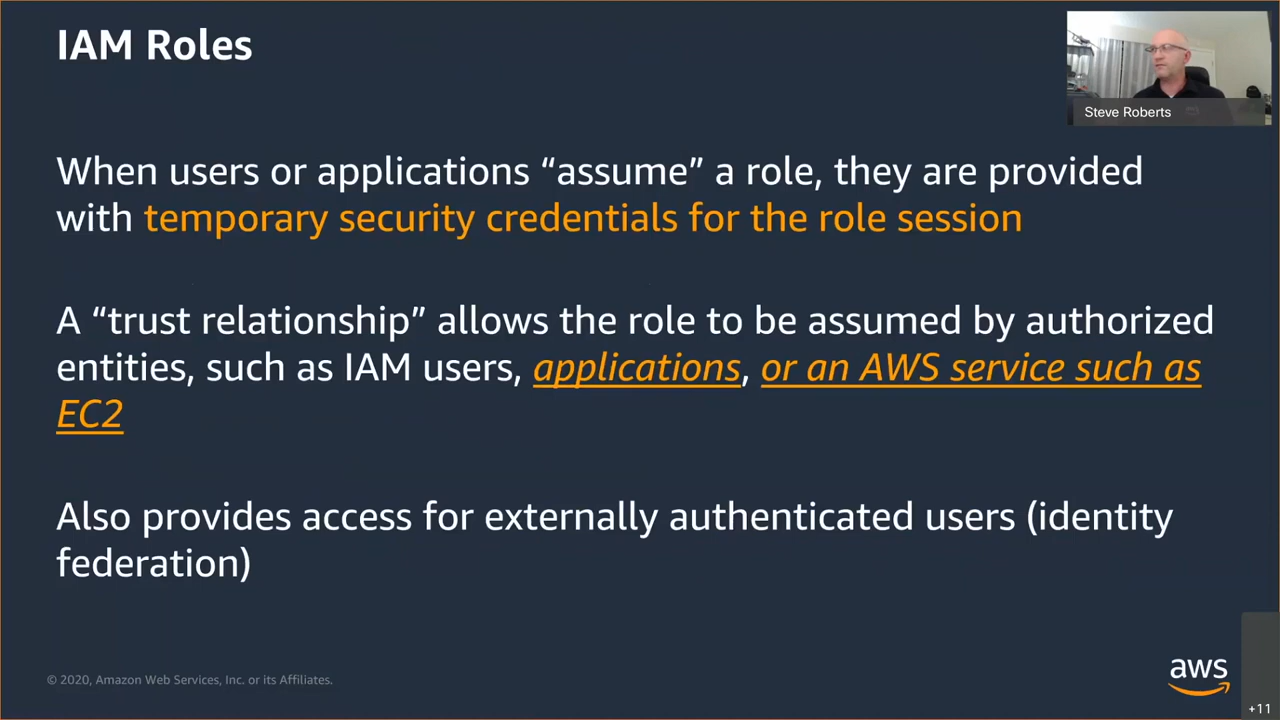 IAM Roles
Steve Roberts
When users or applications “assume” a role, they are provided
with temporary security credentials for the role session
A “trust relationship” allows the role to be assumed by authorized
entities, such as IAM users, applications, or an AWS service such as
EC2
Also provides access for externally authenticated users (identity
federation)
© 2020, Amazon Web Services, Inc. or its Affiliates.
aws
+11